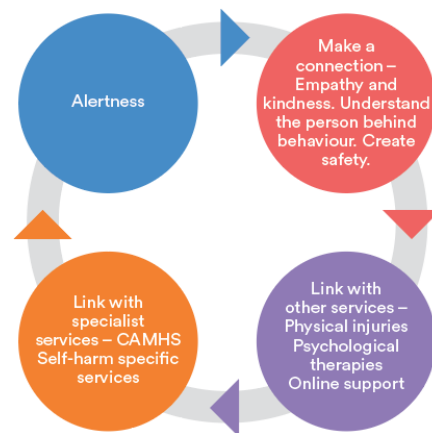 Alertness
Make a
connection –
Empathy and
kindness. Understand
the person behind
behaviour. Create
safety.
Link with
other services –
Physical injuries
Psychological
therapies
Online support
Link with
specialist
services – CAMHS
Self-harm specific
services